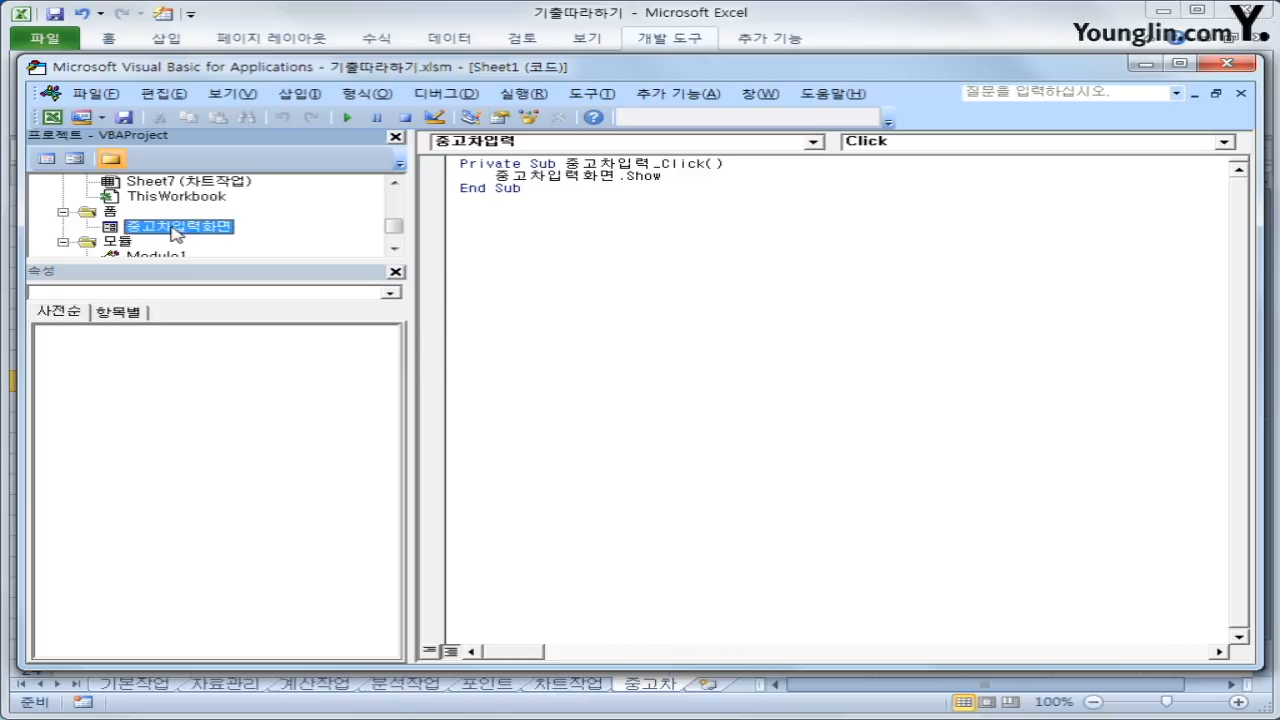 기출따라하기 - Microsoft Excel
파일 홈 삽입 페이지 레이아웃 수식 데이터 검토 보기 개발 도구 추가 기능
YoungJin.com Y.
Microsoft Visual Basic for Applications - 기출따라하기.xlsm - [Sheet1 (코드)]
파일(F) 편집(E) 보기(V) 삽입(I) 형식(O) 디버그(D) 실행(R) 도구(T) 추가 기능(A) 창(W) 도움말(H) 질문을 입력하십시오.
프로젝트 - VBAProject
중고차입력 Click
Sheet7 (차트작업)
ThisWorkbook
폼
중고차입력화면
모듈
Module1
Private Sub 중고차입력_Click()
중고차입력화면.Show
End Sub
속성
사전순 항목별
기본작업 자료관리 계산작업 분석작업 포인트 차트작업 중고차
준비 100%